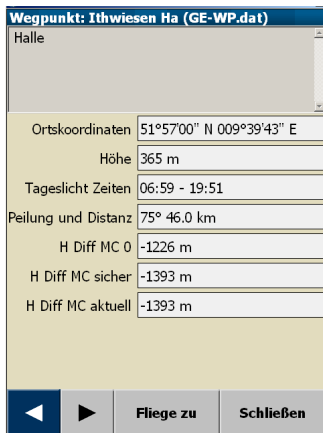 Wegpunkt: Ithwiesen Ha (GE-WP.dat)
Halle
Ortskoordinaten 51°57'00" N 009°39'43" E
Höhe 365 m
Tageslicht Zeiten 06:59 - 19:51
Peilung und Distanz 75° 46.0 km
H Diff MC 0 -1226 m
H Diff MC sicher -1393 m
H Diff MC aktuell -1393 m
Fliege zu Schließen